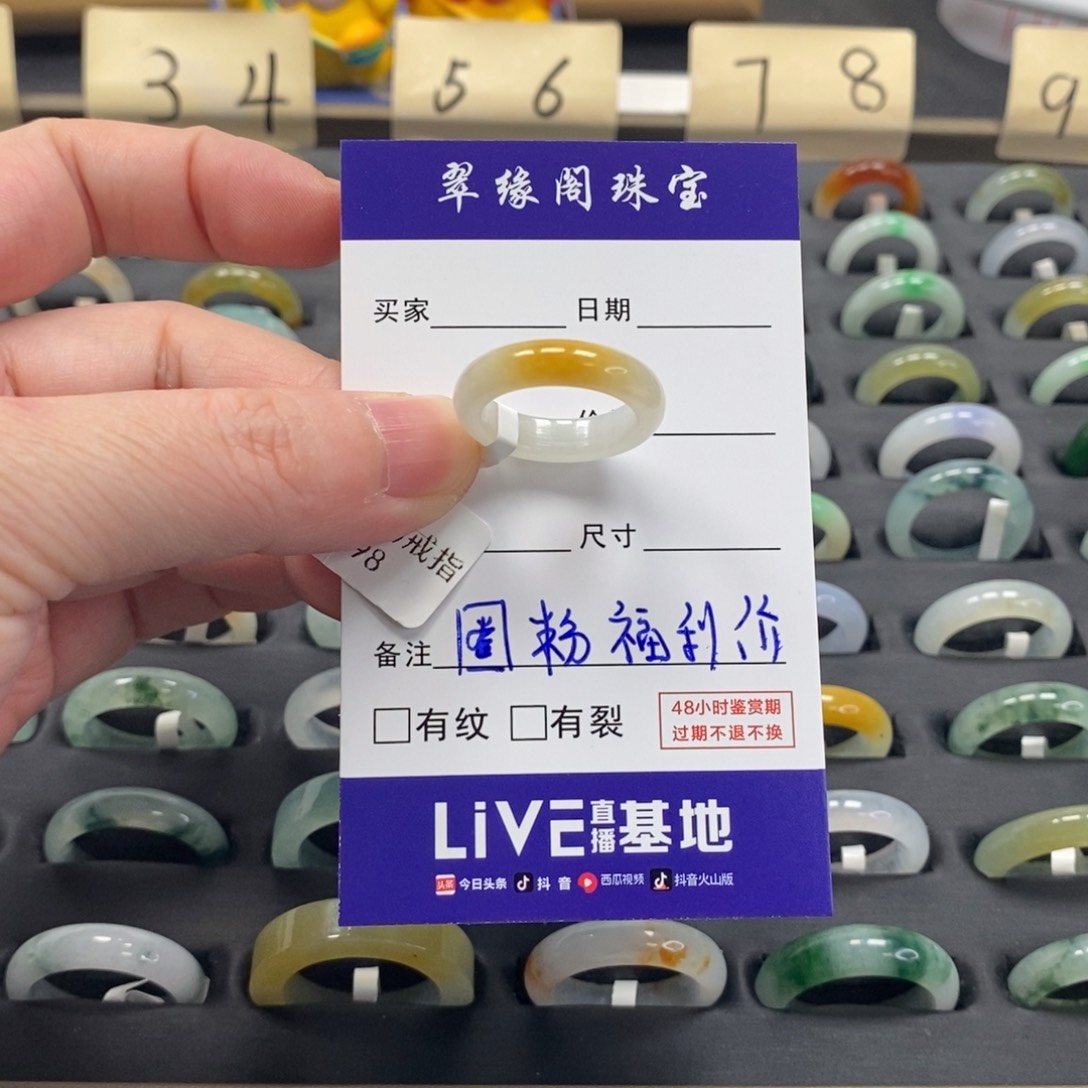 3 4
5 6
7 8
9
翠缘阁珠宝
买家 日期
尺寸
戒指
98
备注 圈粉福利价
有纹 有裂
48小时鉴赏期
过期不退不换
LiVE直播基地
今日头条 抖音 西瓜视频 抖音火山版